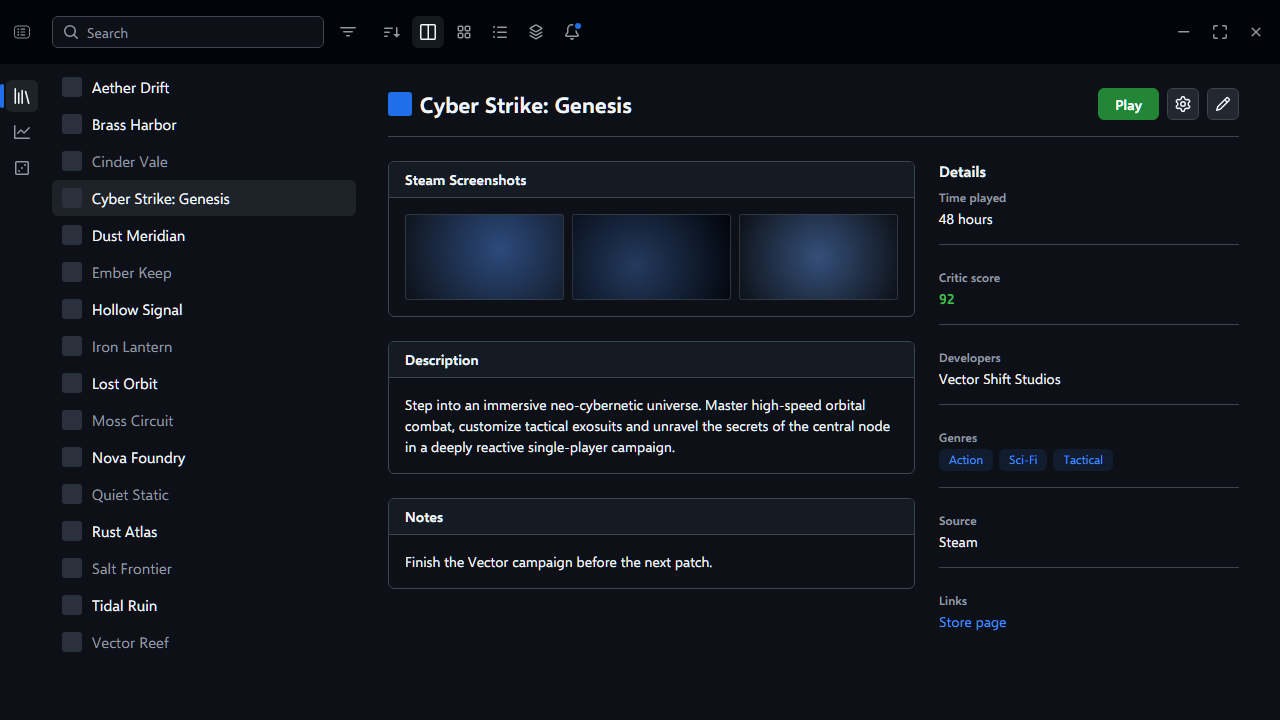 Search
Aether Drift
Brass Harbor
Cinder Vale
Cyber Strike: Genesis
Dust Meridian
Ember Keep
Hollow Signal
Iron Lantern
Lost Orbit
Moss Circuit
Nova Foundry
Quiet Static
Rust Atlas
Salt Frontier
Tidal Ruin
Vector Reef
Cyber Strike: Genesis
Play
Steam Screenshots
Description
Step into an immersive neo-cybernetic universe. Master high-speed orbital
combat, customize tactical exosuits and unravel the secrets of the central node
in a deeply reactive single-player campaign.
Notes
Finish the Vector campaign before the next patch.
Details
Time played
48 hours
Critic score
92
Developers
Vector Shift Studios
Genres
Action Sci-Fi Tactical
Source
Steam
Links
Store page